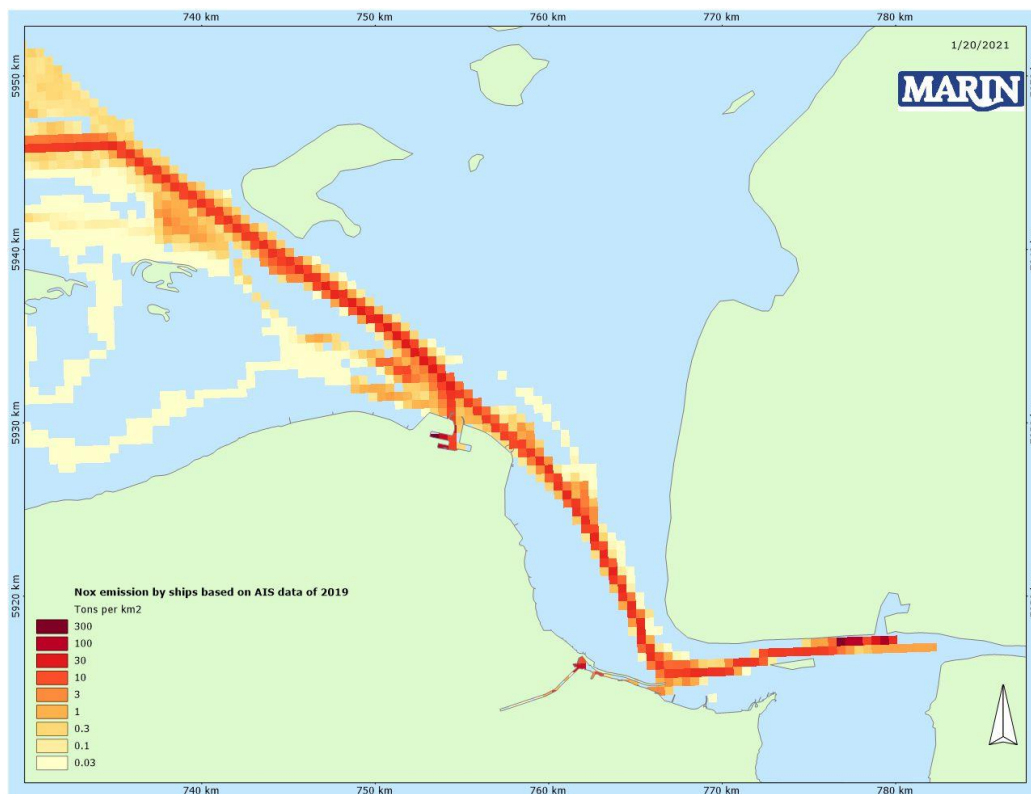 740 km 750 km 760 km 770 km 780 km
1/20/2021
MARIN
5950 km
5940 km
5930 km
5920 km
Nox emission by ships based on AIS data of 2019
Tons per km2
300
100
30
10
3
1
0.3
0.1
0.03
740 km 750 km 760 km 770 km 780 km